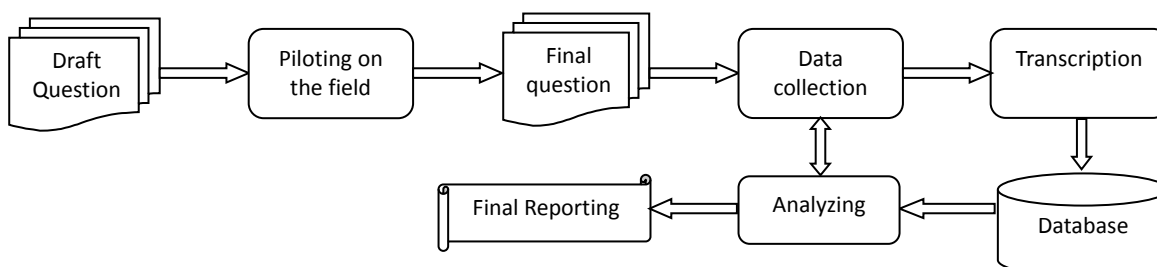 Draft
Question
Piloting on
the field
Final
question
Data
collection
Transcription
Final Reporting
Analyzing
Database